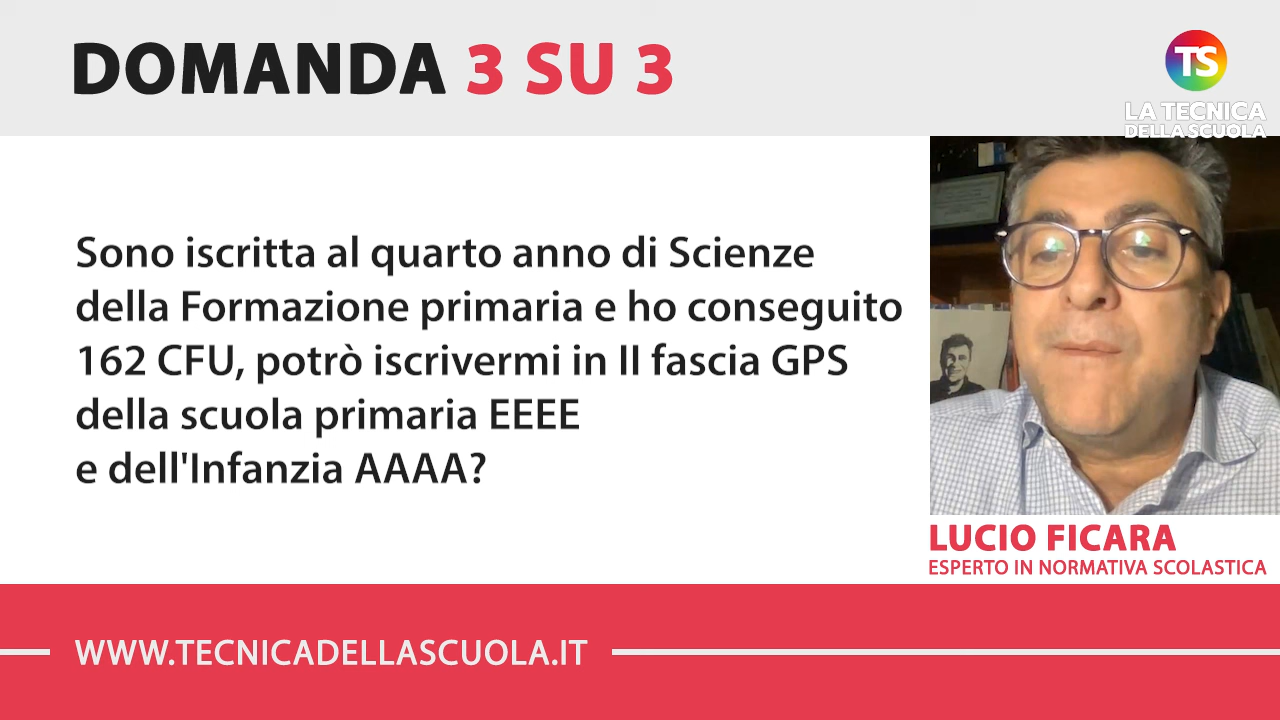 DOMANDA 3 SU 3
TS
LA TECNICA
DELLA SCUOLA
Sono iscritta al quarto anno di Scienze
della Formazione primaria e ho conseguito
162 CFU, potrò iscrivermi in II fascia GPS
della scuola primaria EEEE
e dell'Infanzia AAAA?
LUCIO FICARA
ESPERTO IN NORMATIVA SCOLASTICA
WWW.TECNICADELLASCUOLA.IT